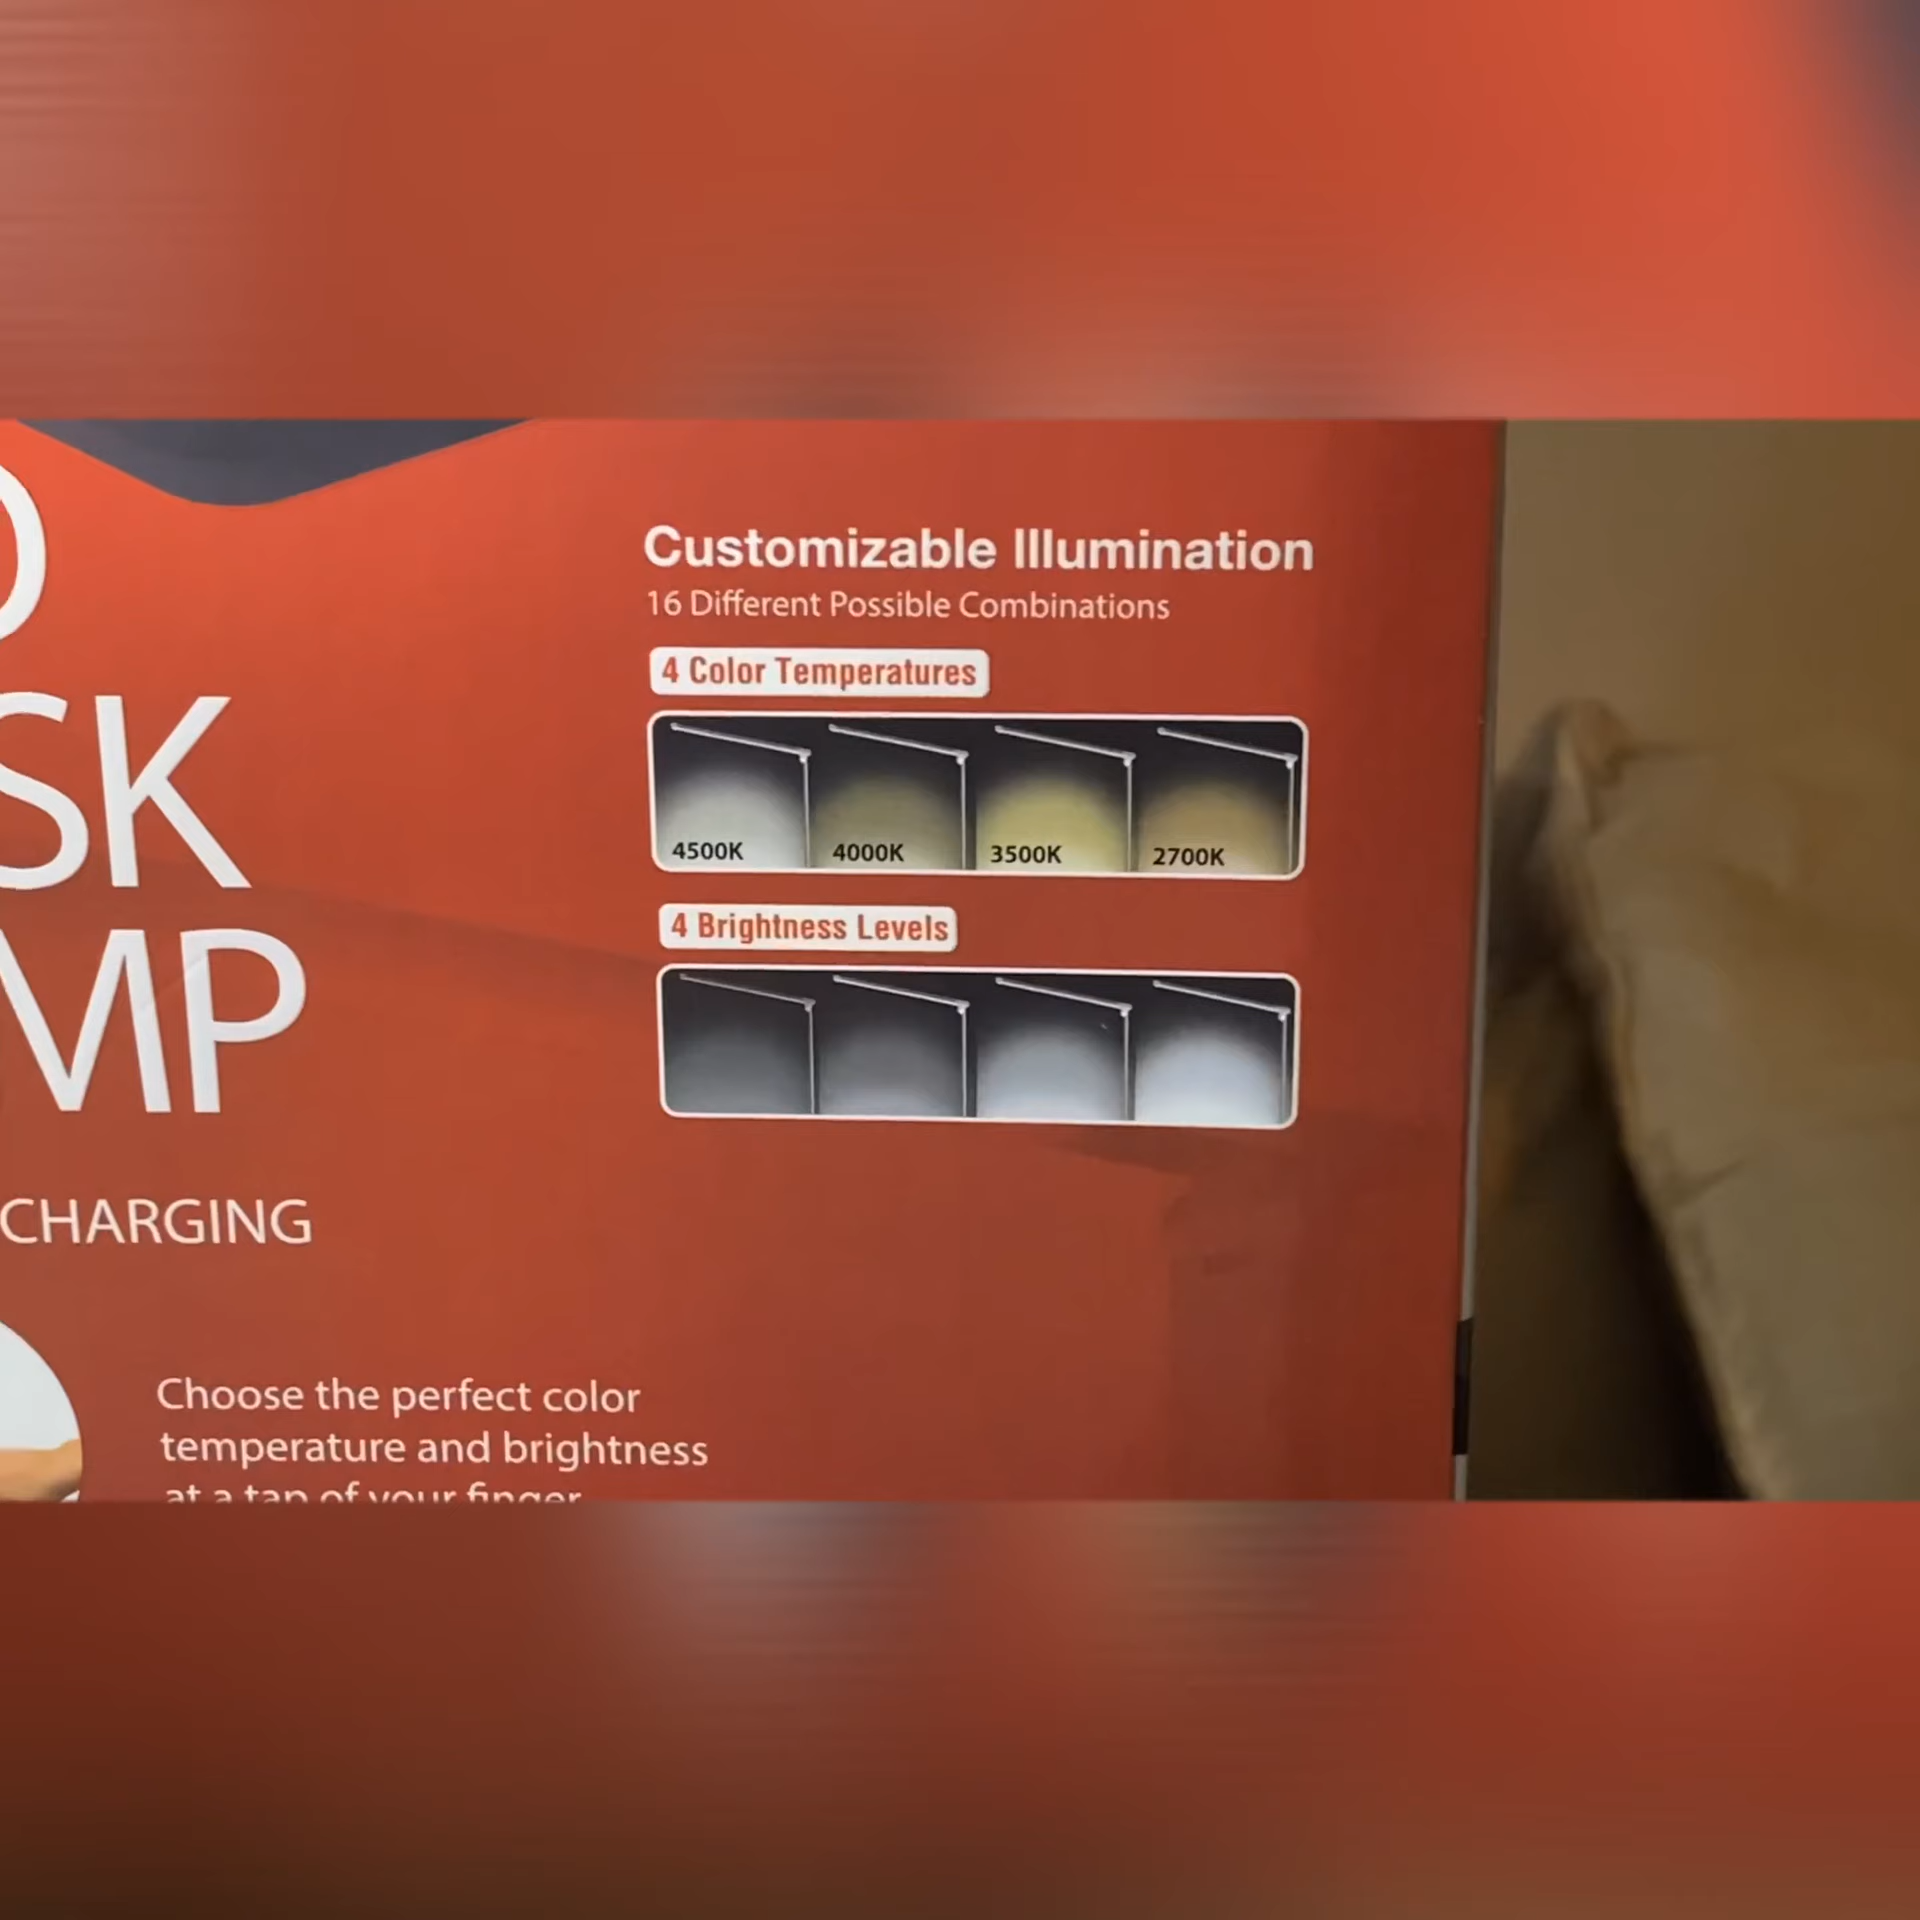 SK
MP
CHARGING
Customizable Illumination
16 Different Possible Combinations
4 Color Temperatures
4500K 4000K 3500K 2700K
4 Brightness Levels
Choose the perfect color
temperature and brightness
at a tap of your finger